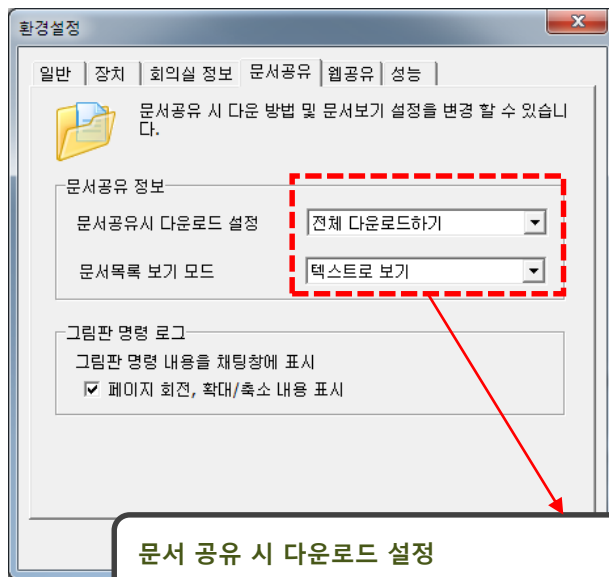 환경설정
일반 장치 회의실 정보 문서공유 웹공유 성능
문서공유 시 다운 방법 및 문서보기 설정을 변경 할 수 있습니
다.
문서공유 정보
문서공유시 다운로드 설정 전체 다운로드하기
문서목록 보기 모드 텍스트로 보기
그림판 명령 로그
그림판 명령 내용을 채팅창에 표시
페이지 회전, 확대/축소 내용 표시
문서 공유 시 다운로드 설정